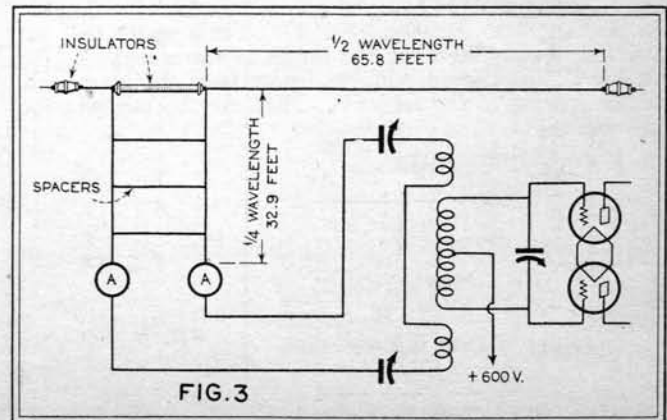 INSULATORS
1/2 WAVELENGTH
65.8 FEET
1/4 WAVELENGTH
32.9 FEET
SPACERS
A
A
+ 600 V.
FIG.3